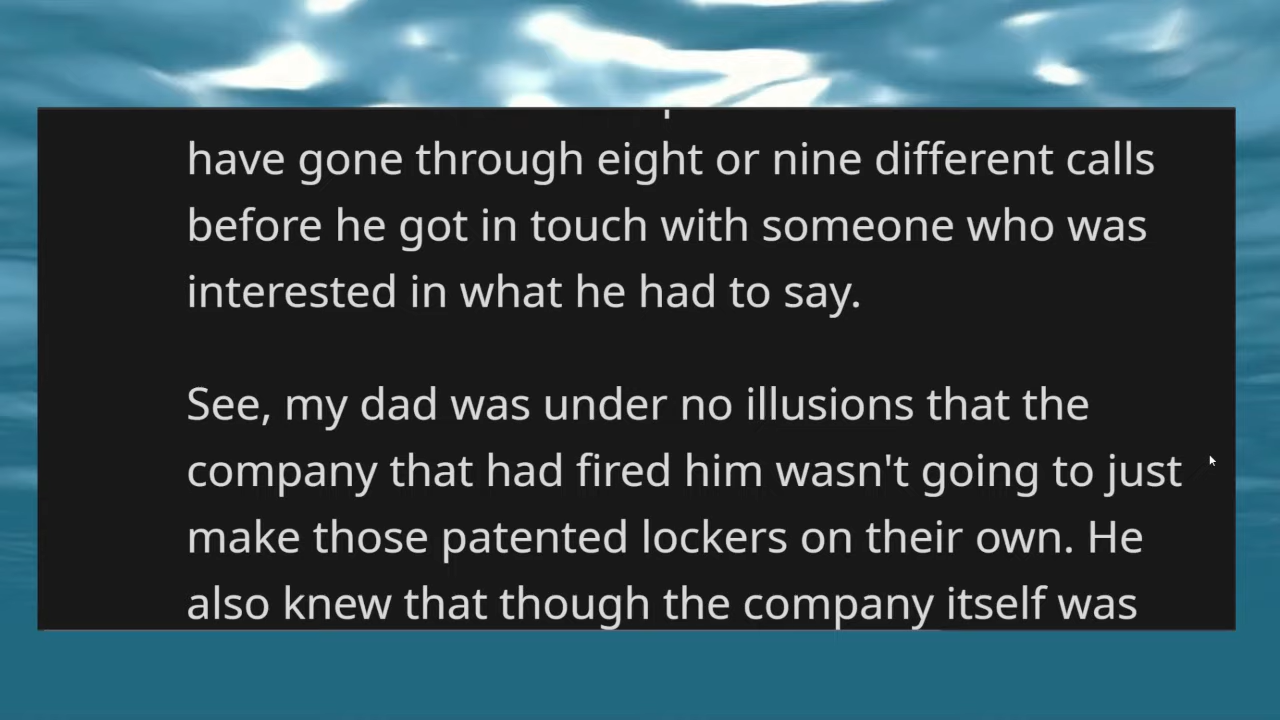 have gone through eight or nine different calls
before he got in touch with someone who was
interested in what he had to say.
See, my dad was under no illusions that the
company that had fired him wasn't going to just
make those patented lockers on their own. He
also knew that though the company itself was